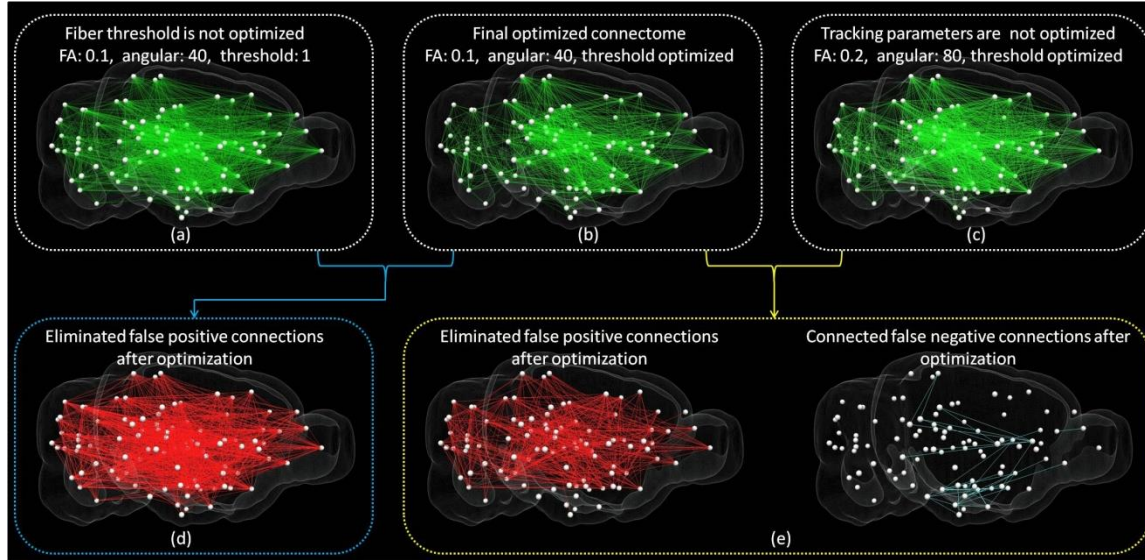 Fiber threshold is not optimized
FA: 0.1, angular: 40, threshold: 1
(a)
Final optimized connectome
FA: 0.1, angular: 40, threshold optimized
(b)
Tracking parameters are not optimized
FA: 0.2, angular: 80, threshold optimized
(c)
Eliminated false positive connections
after optimization
(d)
Eliminated false positive connections
after optimization
Connected false negative connections after
optimization
(e)